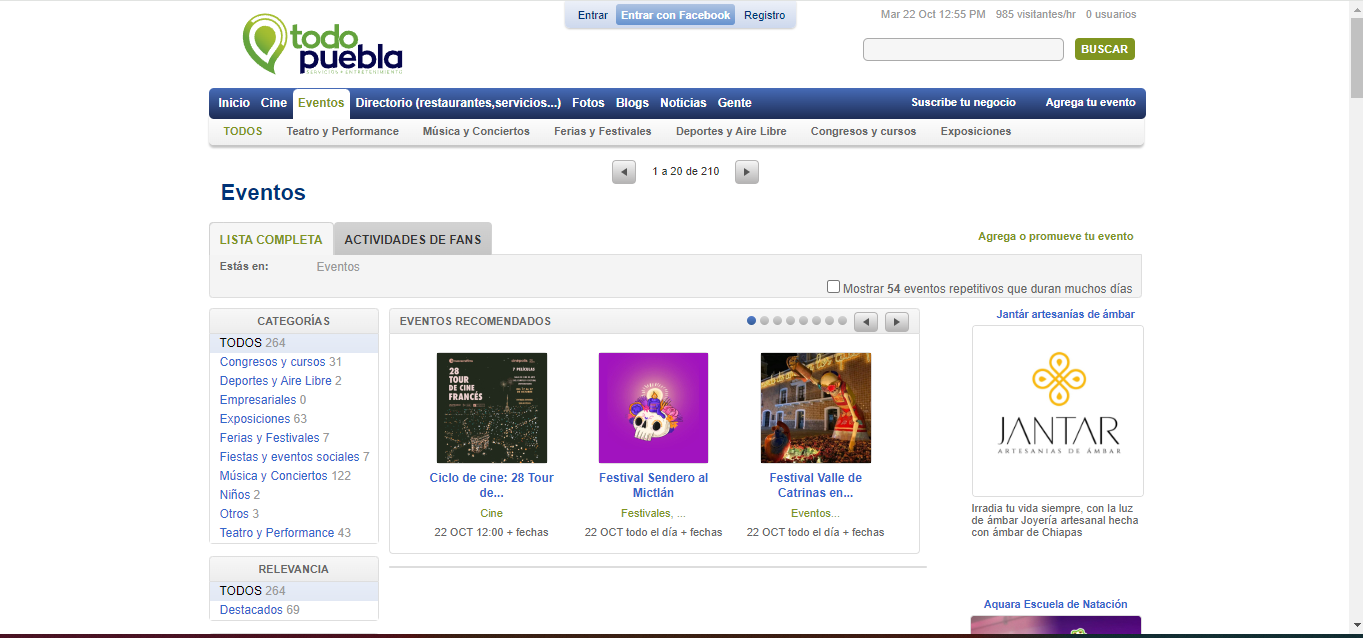 Entrar Entrar con Facebook Registro
Mar 22 Oct 12:55 PM 985 visitantes/hr 0 usuarios
todo
puebla
SERVICIOS Y ENTRETENIMIENTO
BUSCAR
Inicio Cine Eventos Directorio (restaurantes,servicios...) Fotos Blogs Noticias Gente Suscribe tu negocio Agrega tu evento
TODOS Teatro y Performance Música y Conciertos Ferias y Festivales Deportes y Aire Libre Congresos y cursos Exposiciones
1 a 20 de 210
Eventos
LISTA COMPLETA ACTIVIDADES DE FANS
Agrega o promueve tu evento
Estás en: Eventos
Mostrar 54 eventos repetitivos que duran muchos días
CATEGORÍAS
TODOS 264
Congresos y cursos 31
Deportes y Aire Libre 2
Empresariales 0
Exposiciones 63
Ferias y Festivales 7
Fiestas y eventos sociales 7
Música y Conciertos 122
Niños 2
Otros 3
Teatro y Performance 43
RELEVANCIA
TODOS 264
Destacados 69
EVENTOS RECOMENDADOS
28
TOUR
DE CINE
FRANCÉS
7 PELÍCULAS
Ciclo de cine: 28 Tour
de...
Cine
22 OCT 12:00 + fechas
Festival Sendero al
Mictlán
Festivales, ...
22 OCT todo el día + fechas
Festival Valle de
Catrinas en...
Eventos...
22 OCT todo el día + fechas
Jantár artesanías de ámbar
JANTAR
ARTESANÍAS DE ÁMBAR
Irradia tu vida siempre, con la luz
de ámbar Joyería artesanal hecha
con ámbar de Chiapas
Aquara Escuela de Natación